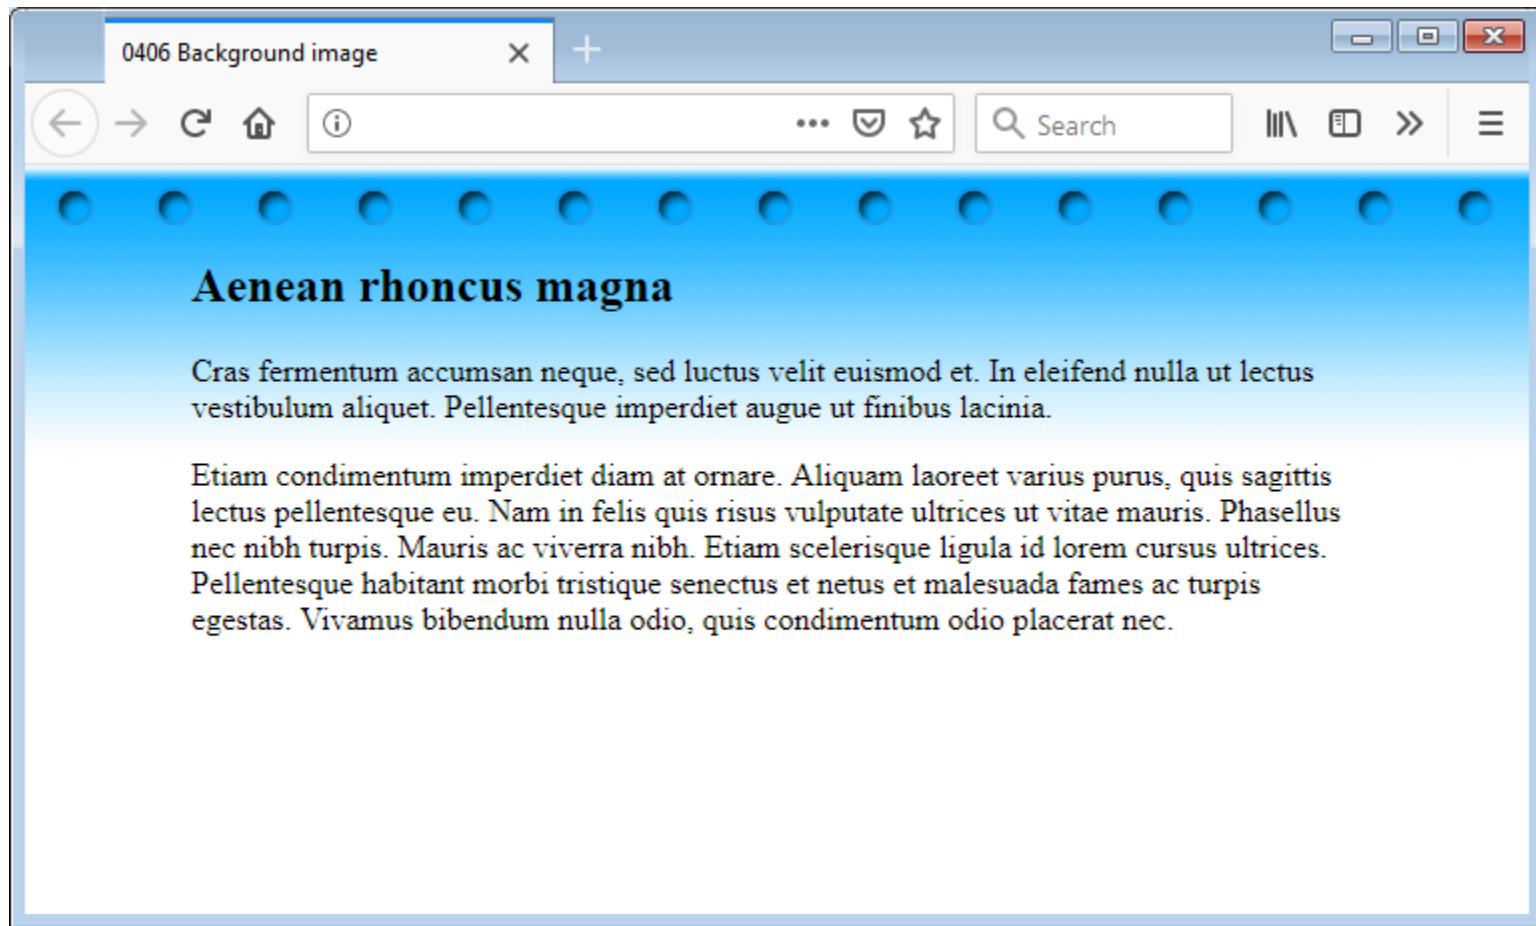 0406 Background image
Search
Aenean rhoncus magna
Cras fermentum accumsan neque, sed luctus velit euismod et. In eleifend nulla ut lectus
vestibulum aliquet. Pellentesque imperdiet augue ut finibus lacinia.
Etiam condimentum imperdiet diam at ornare. Aliquam laoreet varius purus, quis sagittis
lectus pellentesque eu. Nam in felis quis risus vulputate ultrices ut vitae mauris. Phasellus
nec nibh turpis. Mauris ac viverra nibh. Etiam scelerisque ligula id lorem cursus ultrices.
Pellentesque habitant morbi tristique senectus et netus et malesuada fames ac turpis
egestas. Vivamus bibendum nulla odio, quis condimentum odio placerat nec.